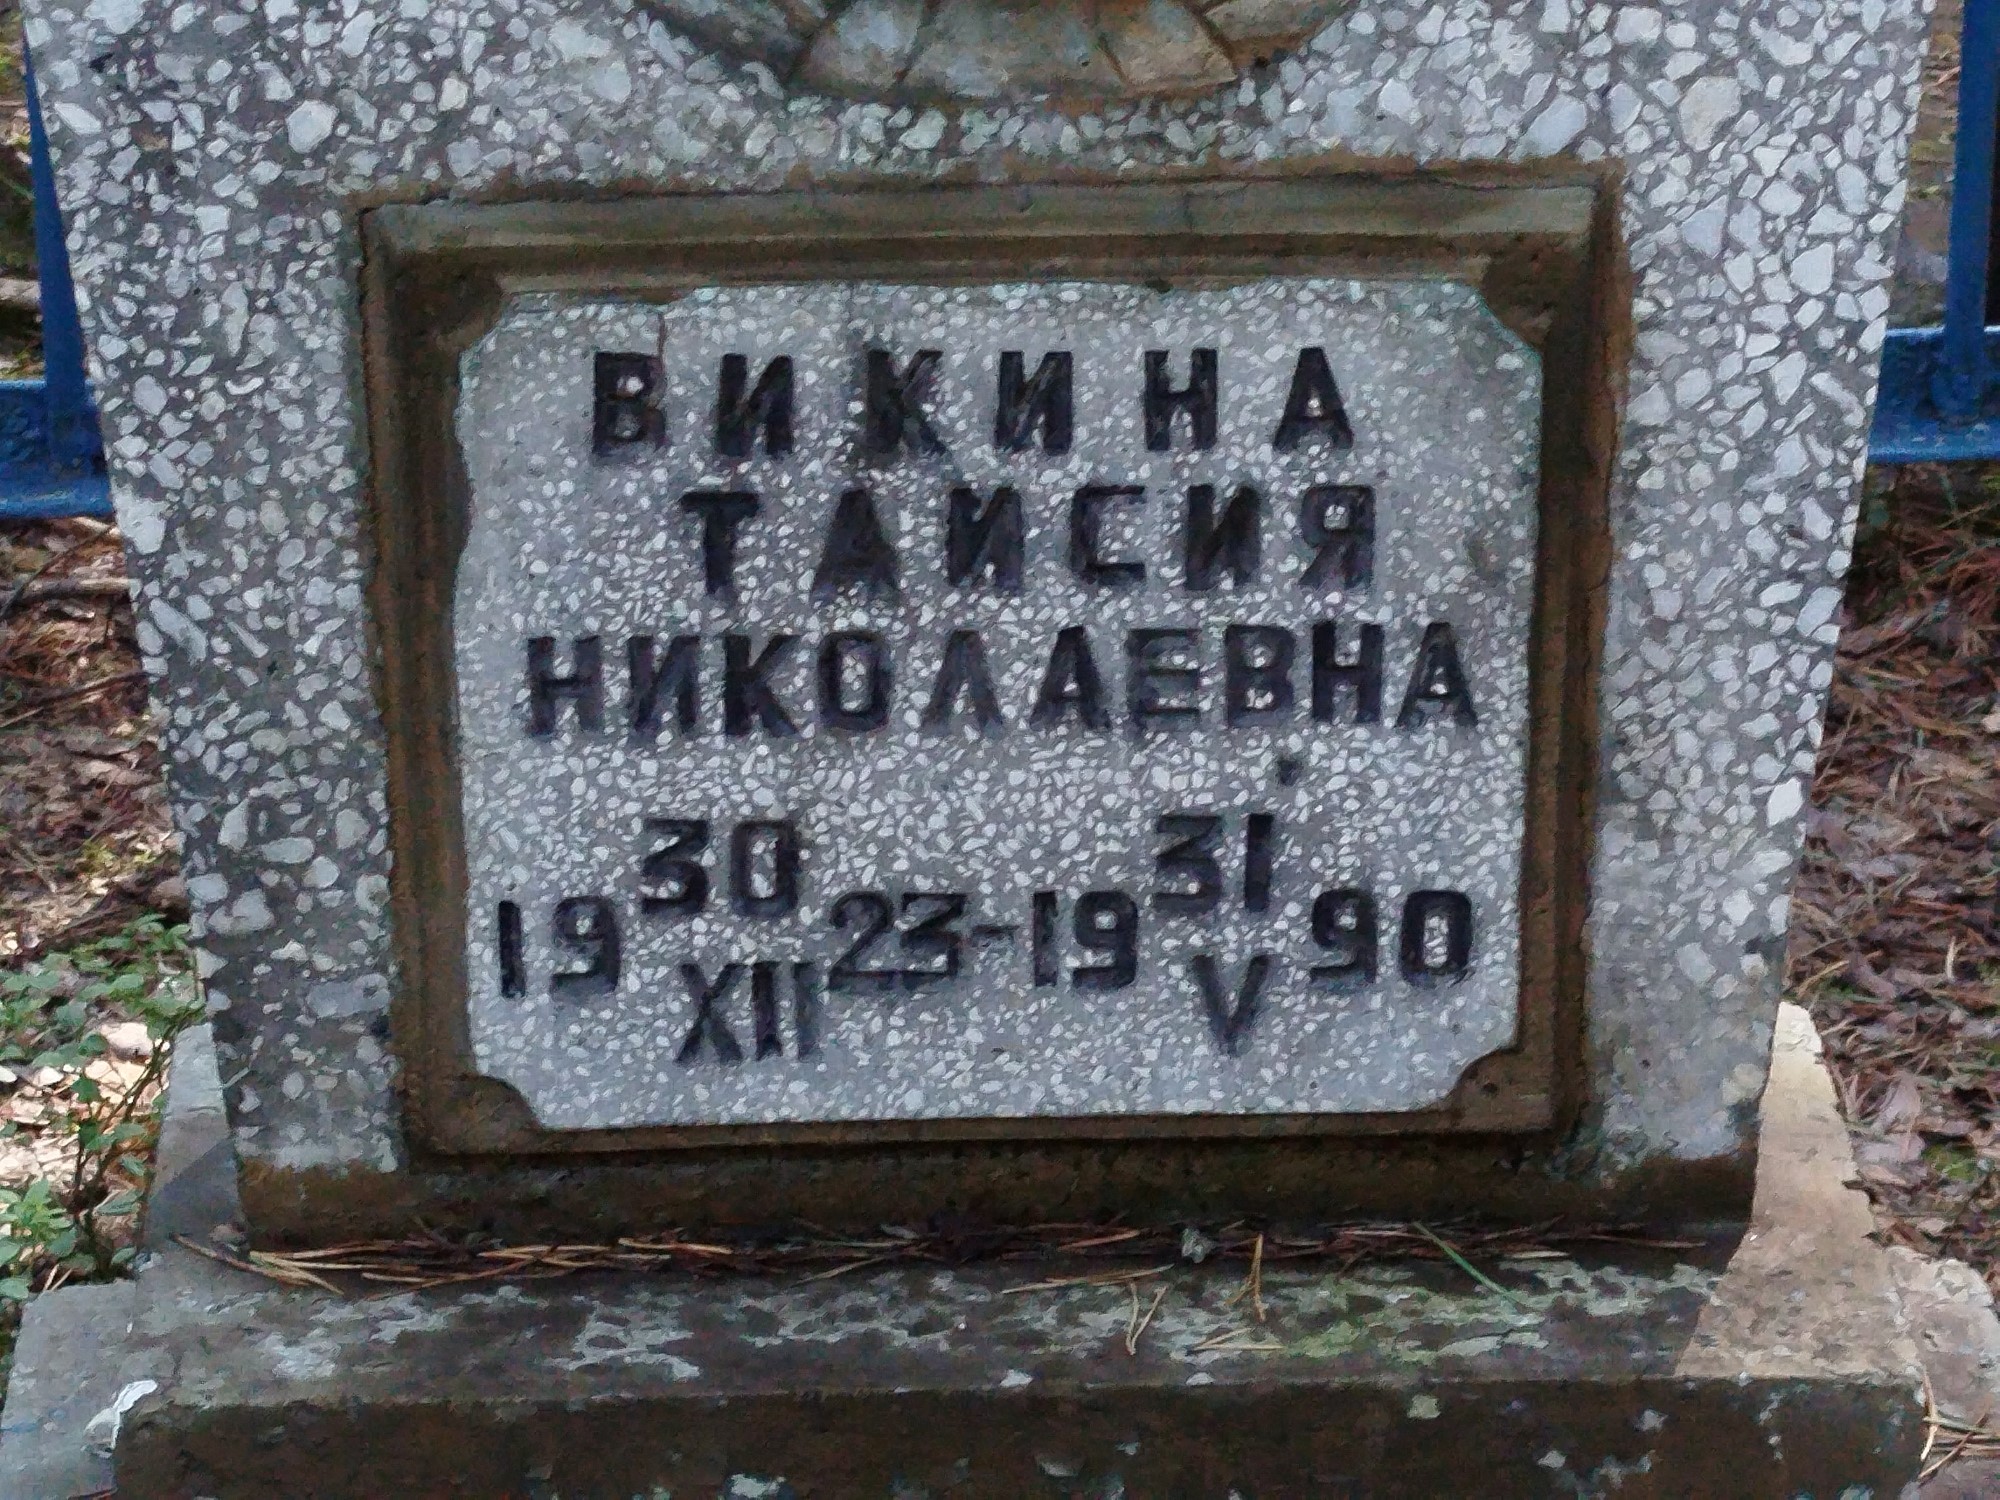 ВИКИНА
ТАИСИЯ
НИКОЛАЕВНА
30 31
19 23-19 90
XII V